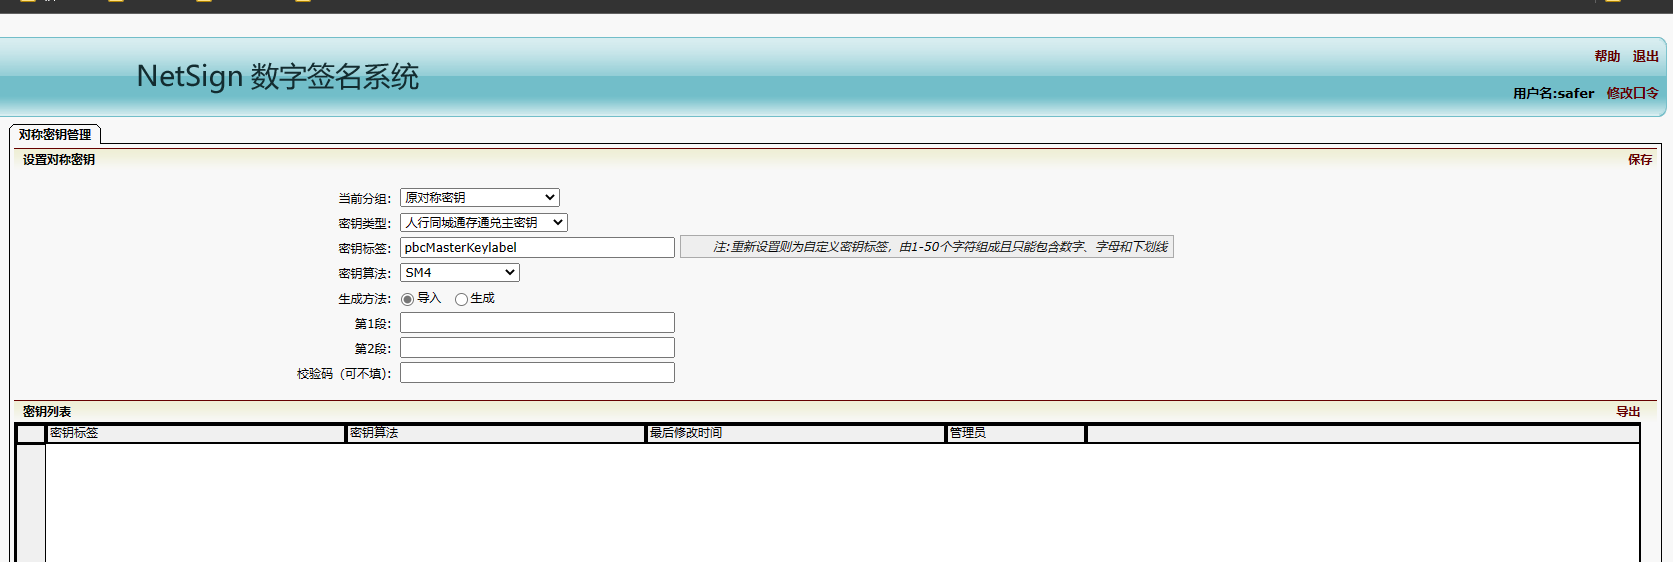 帮助 退出
NetSign 数字签名系统
用户名:safer 修改口令
对称密钥管理
设置对称密钥 保存
当前分组: 原对称密钥
密钥类型: 人行同城通存通兑主密钥
密钥标签: pbcMasterKeylabel 注:重新设置则为自定义密钥标签，由1-50个字符组成且只能包含数字、字母和下划线
密钥算法: SM4
生成方法: 导入 生成
第1段:
第2段:
校验码（可不填):
密钥列表 导出
密钥标签 密钥算法 最后修改时间 管理员